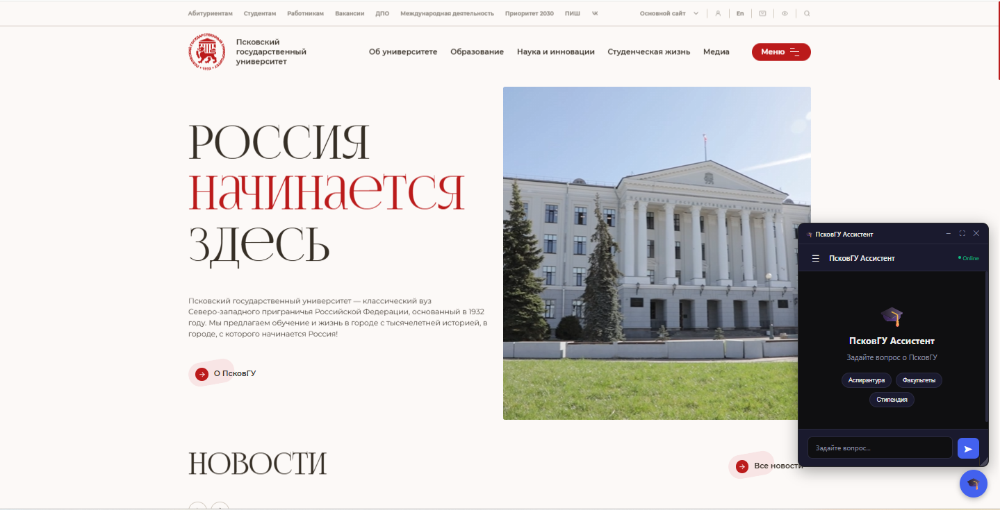 Абитуриентам Студентам Работникам Вакансии ДПО Международная деятельность Приоритет 2030 ПИШ Основной сайт En
Псковский
государственный
университет
Об университете Образование Наука и инновации Студенческая жизнь Медиа Меню
РОССИЯ
начинается
здесь
Псковский государственный университет — классический вуз
Северо-западного приграничья Российской Федерации, основанный в 1932
году. Мы предлагаем обучение и жизнь в городе с тысячелетней историей, в
городе, с которого начинается Россия!
О ПсковГУ
НОВОСТИ
Все новости
ПсковГУ Ассистент
ПсковГУ Ассистент Online
ПсковГУ Ассистент
Задайте вопрос о ПсковГУ
Аспирантура Факультеты
Стипендия
Задайте вопрос...